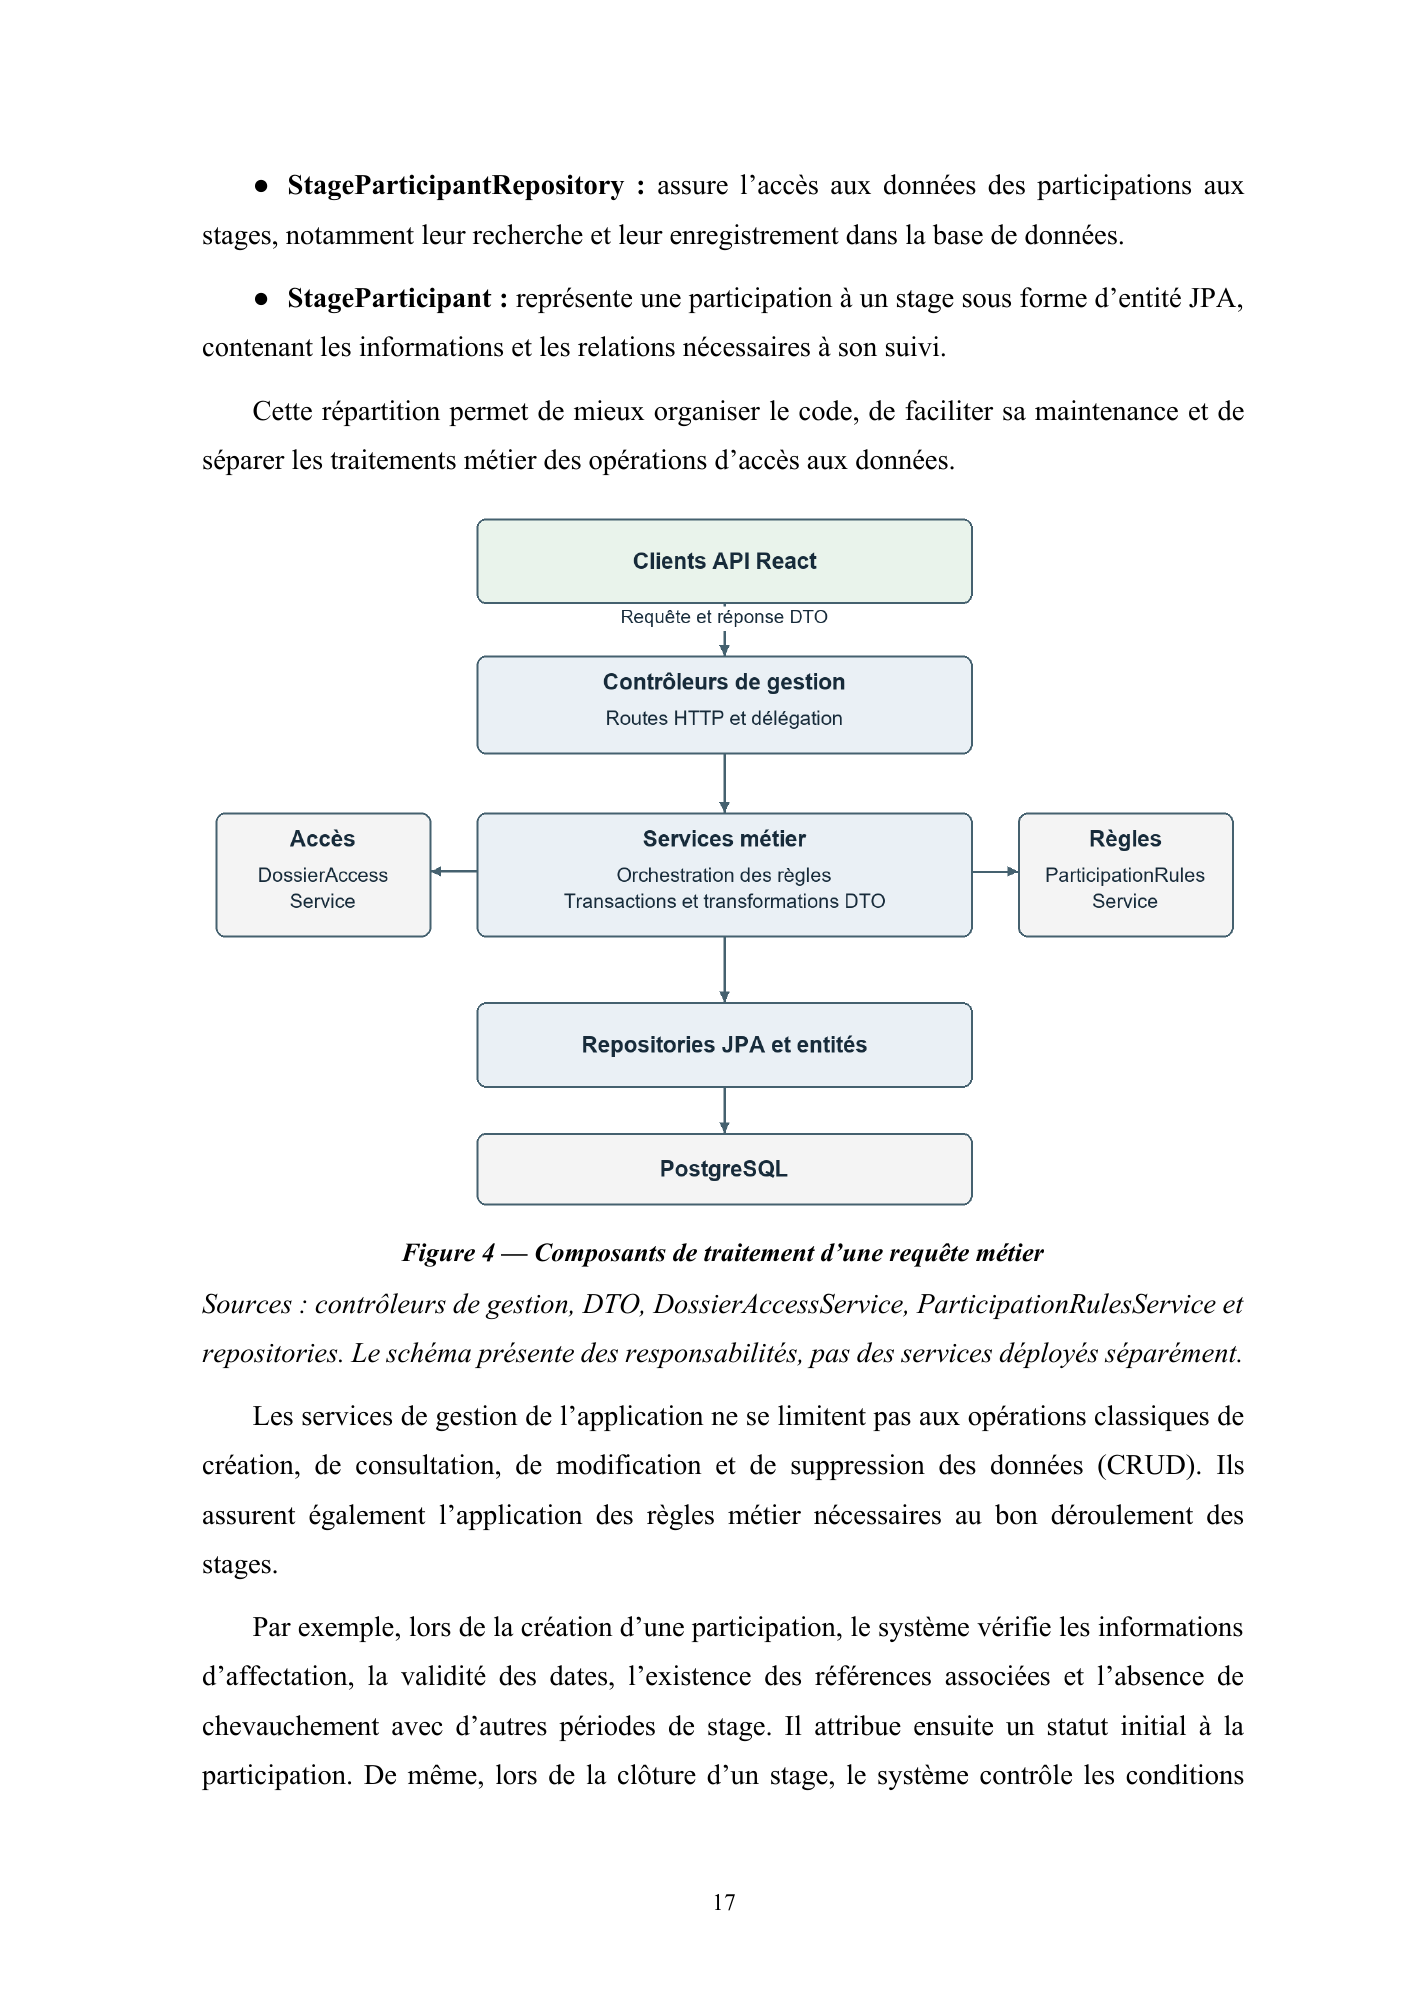 ● StageParticipantRepository : assure l’accès aux données des participations aux
stages, notamment leur recherche et leur enregistrement dans la base de données.
● StageParticipant : représente une participation à un stage sous forme d’entité JPA,
contenant les informations et les relations nécessaires à son suivi.
Cette répartition permet de mieux organiser le code, de faciliter sa maintenance et de
séparer les traitements métier des opérations d’accès aux données.
Clients API React
Requête et réponse DTO
Contrôleurs de gestion
Routes HTTP et délégation
Accès
DossierAccess
Service
Services métier
Orchestration des règles
Transactions et transformations DTO
Règles
ParticipationRules
Service
Repositories JPA et entités
PostgreSQL
Figure 4 — Composants de traitement d’une requête métier
Sources : contrôleurs de gestion, DTO, DossierAccessService, ParticipationRulesService et
repositories. Le schéma présente des responsabilités, pas des services déployés séparément.
Les services de gestion de l’application ne se limitent pas aux opérations classiques de
création, de consultation, de modification et de suppression des données (CRUD). Ils
assurent également l’application des règles métier nécessaires au bon déroulement des
stages.
Par exemple, lors de la création d’une participation, le système vérifie les informations
d’affectation, la validité des dates, l’existence des références associées et l’absence de
chevauchement avec d’autres périodes de stage. Il attribue ensuite un statut initial à la
participation. De même, lors de la clôture d’un stage, le système contrôle les conditions
17